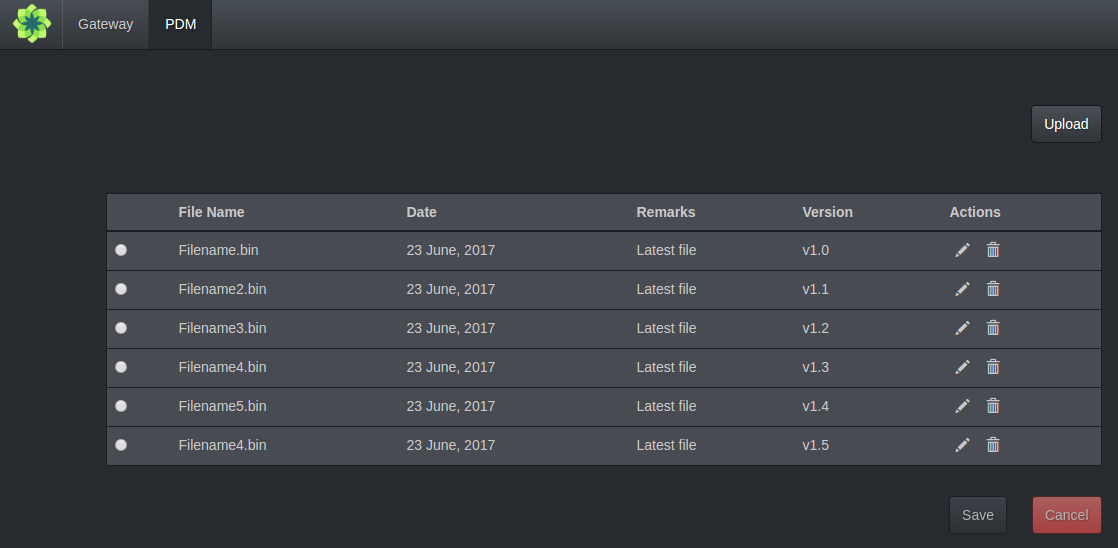 Gateway PDM
Upload
File Name Date Remarks Version Actions
Filename.bin 23 June, 2017 Latest file v1.0
Filename2.bin 23 June, 2017 Latest file v1.1
Filename3.bin 23 June, 2017 Latest file v1.2
Filename4.bin 23 June, 2017 Latest file v1.3
Filename5.bin 23 June, 2017 Latest file v1.4
Filename4.bin 23 June, 2017 Latest file v1.5
Save Cancel